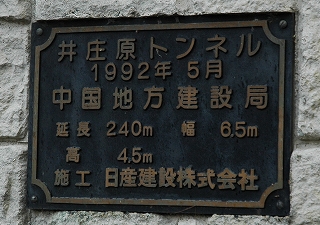 井庄原トンネル
1992年 5月
中国地方建設局
延長 240m 幅 6.5m
高 4.5m
施工 日産建設株式会社